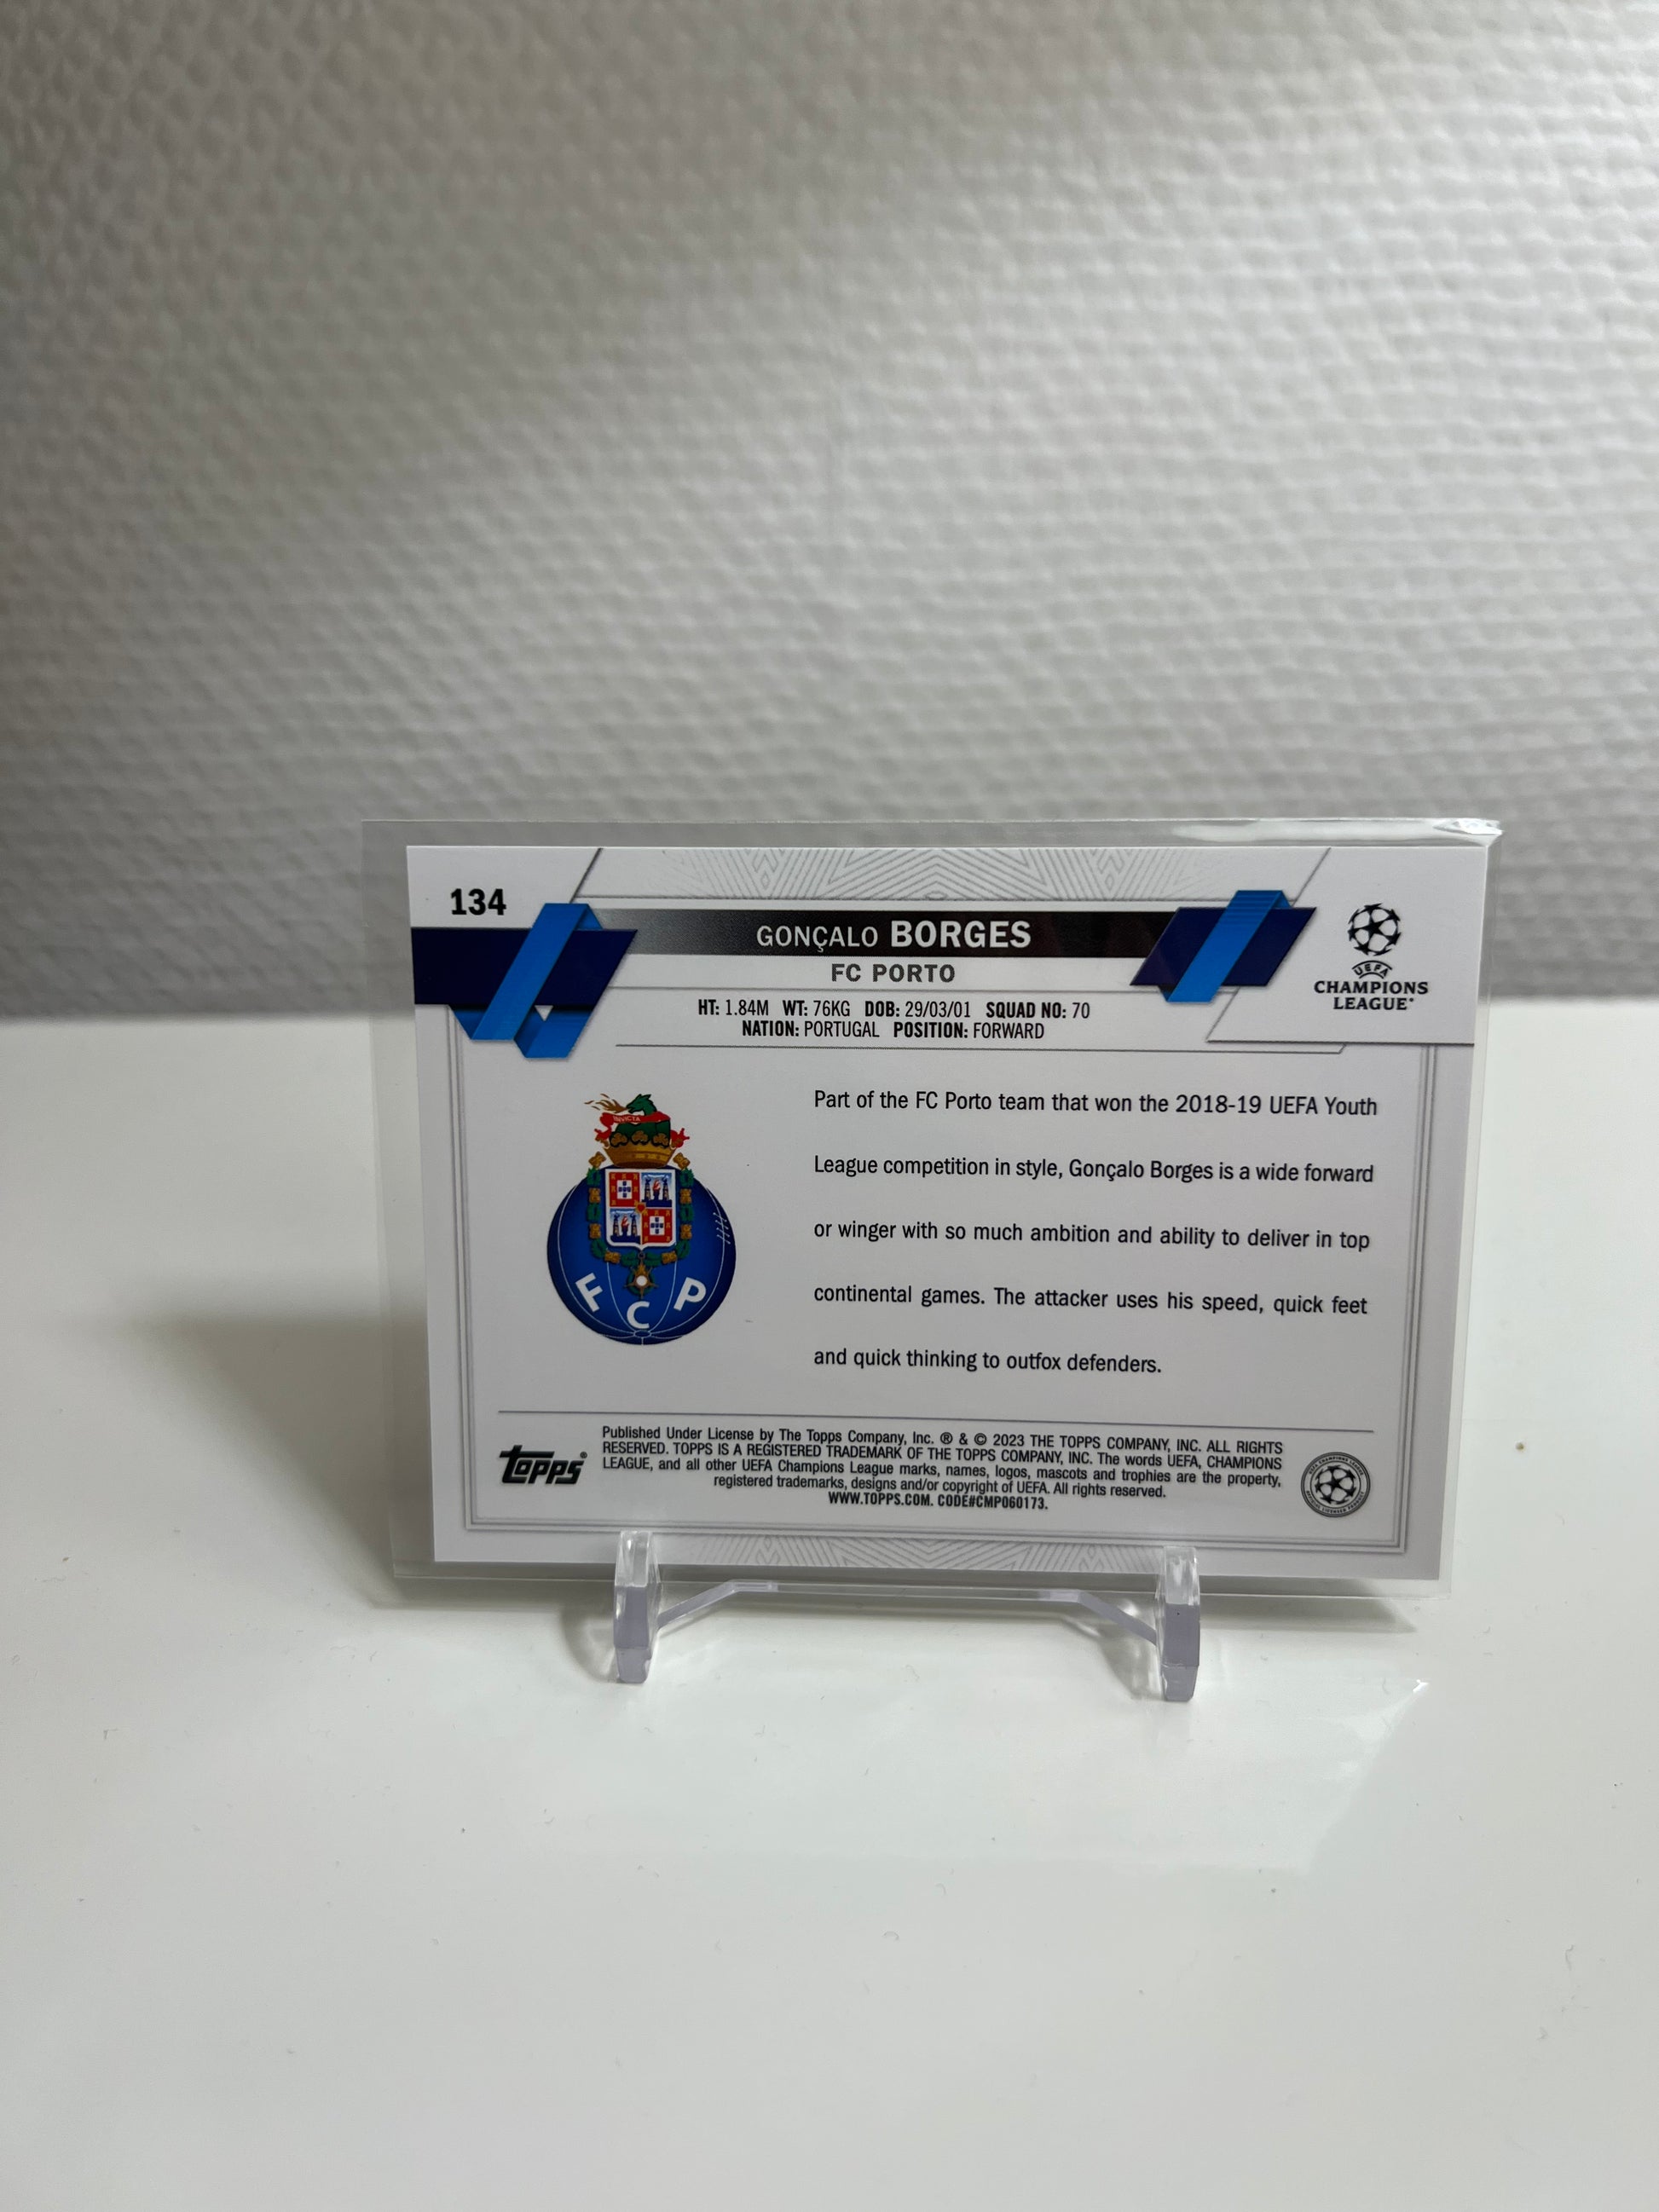 134
GONÇALO BORGES
FC PORTO
HT: 1.84M WT: 76KG DOB: 29/03/01 SQUAD NO: 70
NATION: PORTUGAL POSITION: FORWARD
UEFA
CHAMPIONS
LEAGUE®
INVICTA
F C P
Part of the FC Porto team that won the 2018-19 UEFA Youth
League competition in style, Gonçalo Borges is a wide forward
or winger with so much ambition and ability to deliver in top
continental games. The attacker uses his speed, quick feet
and quick thinking to outfox defenders.
topps®
Published Under License by The Topps Company, Inc. ® & © 2023 THE TOPPS COMPANY, INC. ALL RIGHTS
RESERVED. TOPPS IS A REGISTERED TRADEMARK OF THE TOPPS COMPANY, INC. The words UEFA, CHAMPIONS
LEAGUE, and all other UEFA Champions League marks, names, logos, mascots and trophies are the property,
registered trademarks, designs and/or copyright of UEFA. All rights reserved.
WWW.TOPPS.COM. CODE#CMP060173.